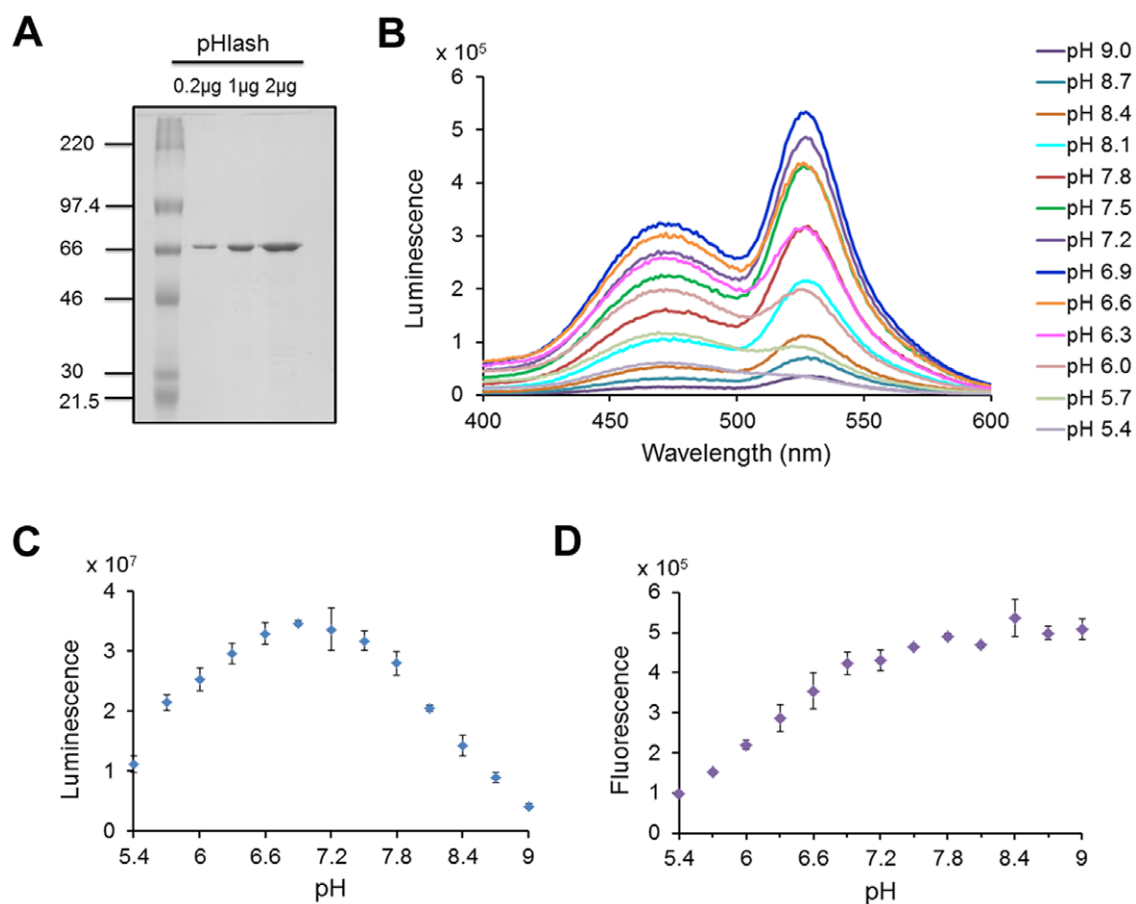 A
pHlash
0.2µg 1µg 2µg
220
97.4
66
46
30
21.5
B
x 10⁵
6
5
4
3
2
1
0
Luminescence
400 450 500 550 600
Wavelength (nm)
pH 9.0
pH 8.7
pH 8.4
pH 8.1
pH 7.8
pH 7.5
pH 7.2
pH 6.9
pH 6.6
pH 6.3
pH 6.0
pH 5.7
pH 5.4
C
x 10⁷
4
3
2
1
0
Luminescence
5.4 6 6.6 7.2 7.8 8.4 9
pH
D
x 10⁵
6
5
4
3
2
1
0
Fluorescence
5.4 6 6.6 7.2 7.8 8.4 9
pH